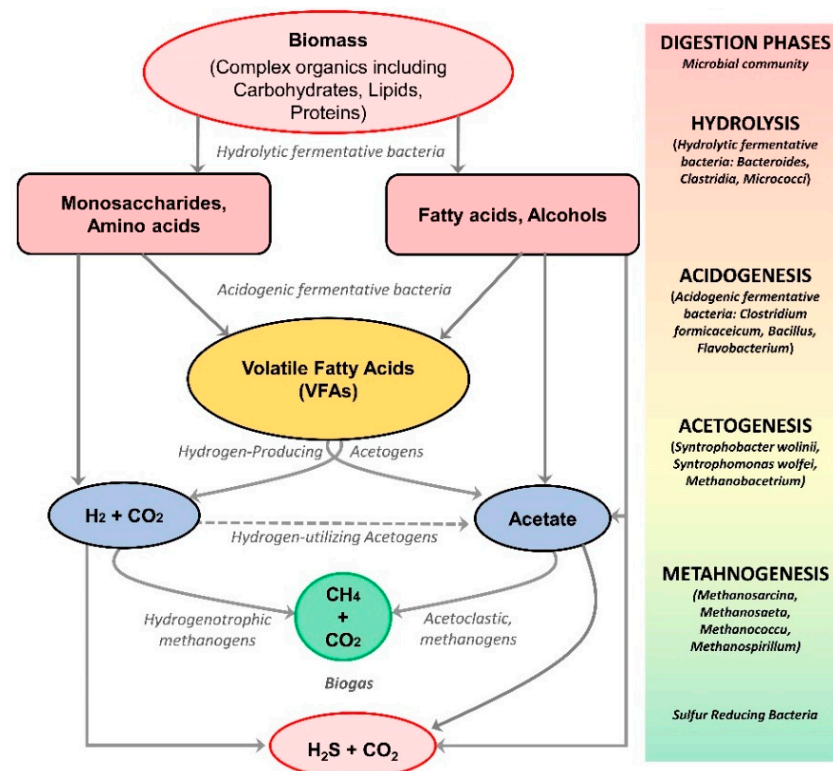 Biomass
(Complex organics including
Carbohydrates, Lipids,
Proteins)
Hydrolytic fermentative bacteria
Monosaccharides,
Amino acids
Fatty acids, Alcohols
Acidogenic fermentative bacteria
Volatile Fatty Acids
(VFAs)
Hydrogen-Producing Acetogens
H₂ + CO₂
Hydrogen-utilizing Acetogens
Acetate
Hydrogenotrophic
methanogens
CH₄
+
CO₂
Acetoclastic,
methanogens
Biogas
H₂S + CO₂
DIGESTION PHASES
Microbial community
HYDROLYSIS
(Hydrolytic fermentative
bacteria: Bacteroides,
Clastridia, Micrococci)
ACIDOGENESIS
(Acidogenic fermentative
bacteria: Clostridium
formicaceicum, Bacillus,
Flavobacterium)
ACETOGENESIS
(Syntrophobacter wolinii,
Syntrophomonas wolfei,
Methanobacetrium)
METAHNOGENESIS
(Methanosarcina,
Methanosaeta,
Methanococcu,
Methanospirillum)
Sulfur Reducing Bacteria